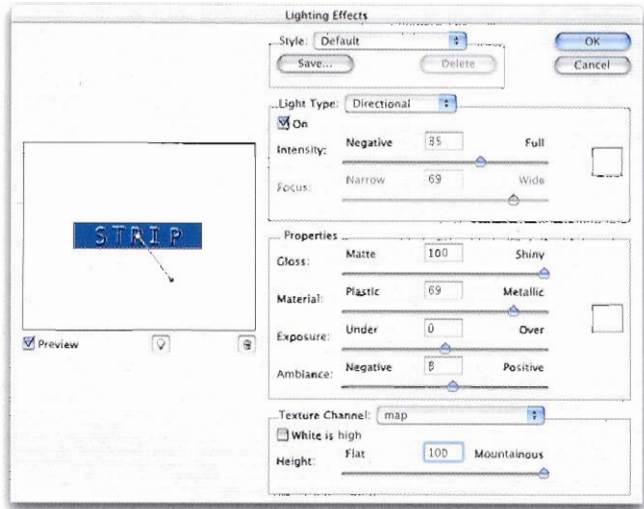 Lighting Effects
Style: Default
OK
Save... Delete
Cancel
Light Type: Directional
On
Intensity: Negative 35 Full
Focus: Narrow 69 Wide
STRIP
Properties
Gloss: Matte 100 Shiny
Material: Plastic 69 Metallic
Exposure: Under 0 Over
Ambiance: Negative 8 Positive
Preview
Texture Channel: map
White is high
Height: Flat 100 Mountainous